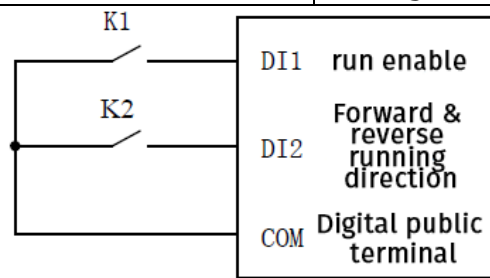 K1
DI1 run enable
K2
Forward &
reverse
DI2 running
direction
COM Digital public
terminal